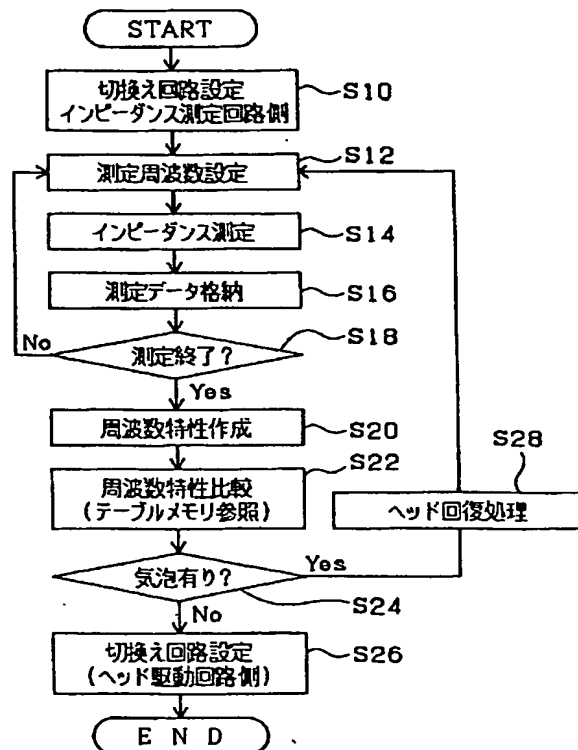 START
切換え回路設定
インピーダンス測定回路側
S10
測定周波数設定
S12
インピーダンス測定
S14
測定データ格納
S16
測定終了?
S18
No
Yes
周波数特性作成
S20
周波数特性比較
(テーブルメモリ参照)
S22
ヘッド回復処理
S28
気泡有り?
Yes
S24
No
切換え回路設定
(ヘッド駆動回路側)
S26
E N D